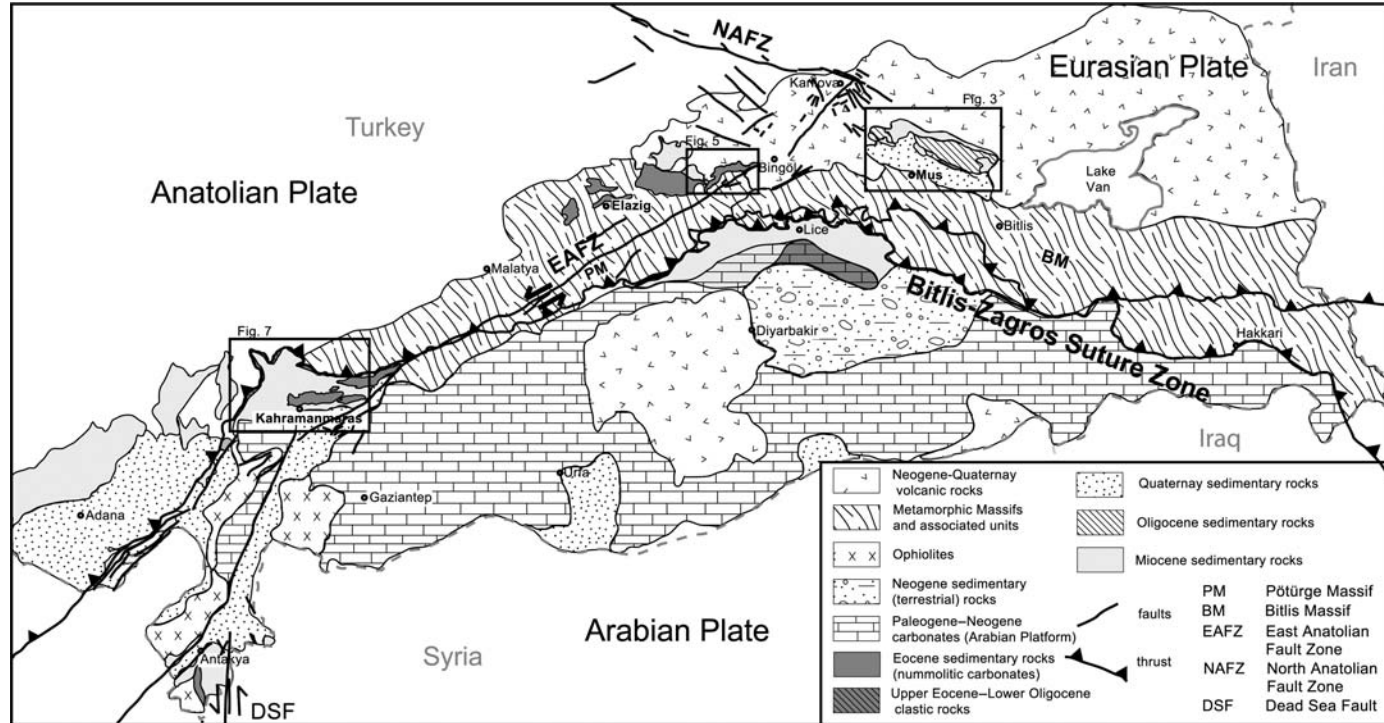 NAFZ
Eurasian Plate
Iran
Karlıova
Fig. 3
Turkey
Fig. 5
Bingöl
Anatolian Plate
Mus
Lake
Van
Elazig
Bitlis
Lice
BM
EAFZ
PM
Malatya
Bitlis-Zagros Suture Zone
Diyarbakir
Hakkari
Fig. 7
Kahramanmaras
Iraq
Urfa
Gaziantep
Adana
Arabian Plate
Syria
Antakya
DSF
Neogene-Quaternay
volcanic rocks
Metamorphic Massifs
and associated units
Ophiolites
Neogene sedimentary
(terrestrial) rocks
Paleogene–Neogene
carbonates (Arabian Platform)
Eocene sedimentary rocks
(nummolitic carbonates)
Upper Eocene–Lower Oligocene
clastic rocks
Quaternay sedimentary rocks
Oligocene sedimentary rocks
Miocene sedimentary rocks
faults
thrust
PM Pötürge Massif
BM Bitlis Massif
EAFZ East Anatolian
Fault Zone
NAFZ North Anatolian
Fault Zone
DSF Dead Sea Fault